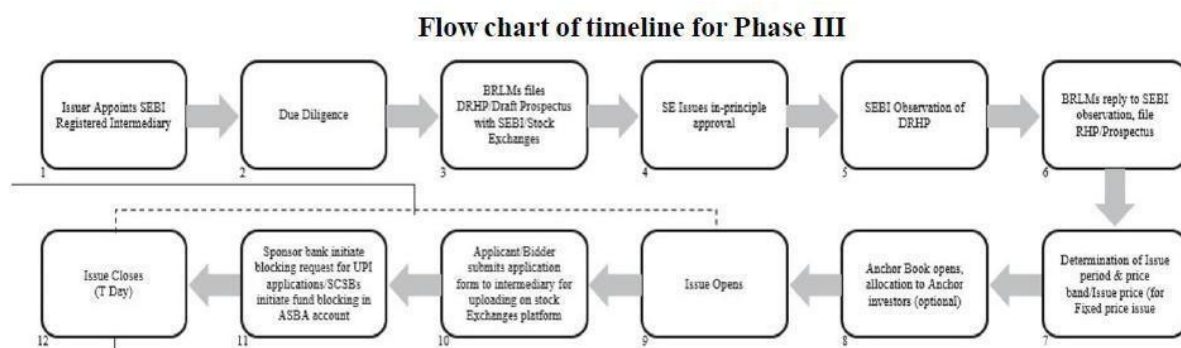 Flow chart of timeline for Phase III
Issuer Appoints SEBI
Registered Intermediary
1
Due Diligence
2
BRLMs files
DRHP/Draft Prospectus
with SEBI/Stock
Exchanges
3
SE Issues in-principle
approval
4
SEBI Observation of
DRHP
5
BRLMs reply to SEBI
observation, file
RHP/Prospectus
6
Determination of Issue
period & price
band/Issue price (for
Fixed price issue
7
Anchor Book opens,
allocation to Anchor
investors (optional)
8
Issue Opens
9
Applicant/Bidder
submits application
form to intermediary for
uploading on stock
Exchanges platform
10
Sponsor bank initiate
blocking request for UPI
applications/SCSBs
initiate fund blocking in
ASBA account
11
Issue Closes
(T Day)
12